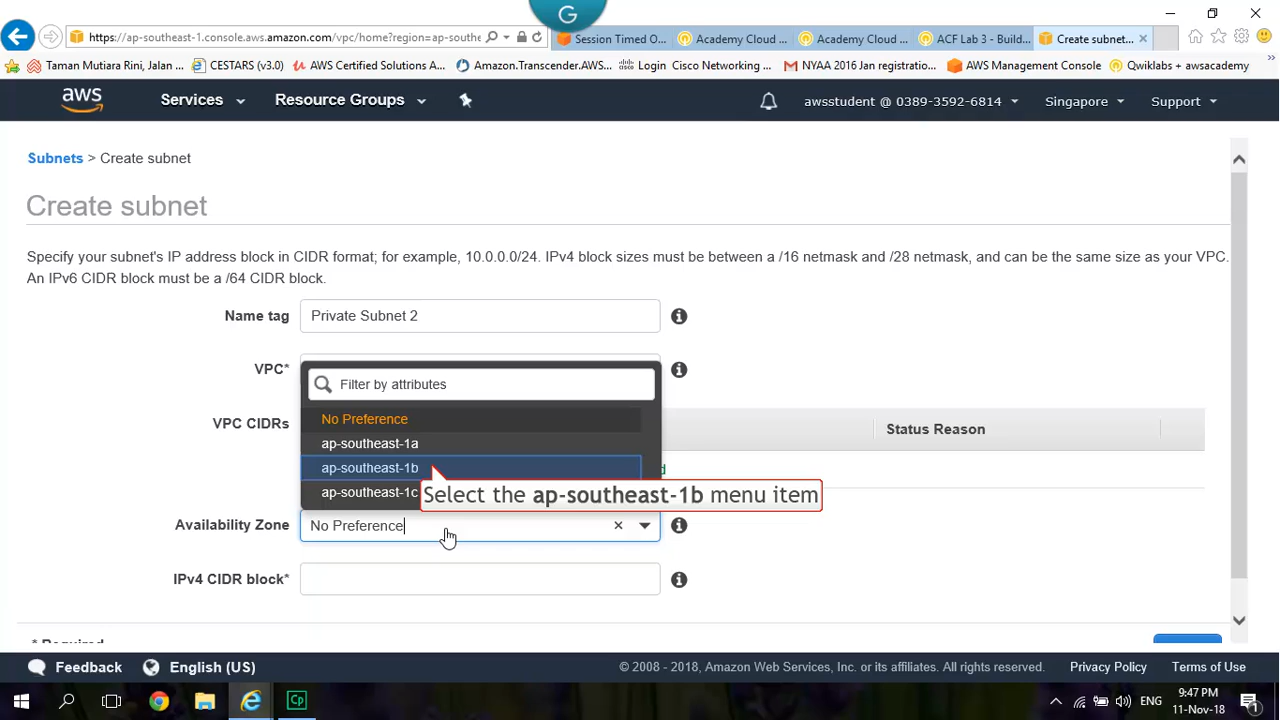 G
https://ap-southeast-1.console.aws.amazon.com/vpc/home?region=ap-southe
Session Timed O...
Academy Cloud ...
Academy Cloud ...
ACF Lab 3 - Build...
Create subnet...
Taman Mutiara Rini, Jalan ...
CESTARS (v3.0)
AWS Certified Solutions A...
Amazon.Transcender.AWS...
Login Cisco Networking ...
NYAA 2016 Jan registratio...
AWS Management Console
Qwiklabs + awsacademy
aws
Services
Resource Groups
awsstudent @ 0389-3592-6814
Singapore
Support
Subnets > Create subnet
Create subnet
Specify your subnet's IP address block in CIDR format; for example, 10.0.0.0/24. IPv4 block sizes must be between a /16 netmask and /28 netmask, and can be the same size as your VPC.
An IPv6 CIDR block must be a /64 CIDR block.
Name tag
Private Subnet 2
VPC*
Filter by attributes
No Preference
VPC CIDRs
Status Reason
ap-southeast-1a
ap-southeast-1b
ap-southeast-1c
Select the ap-southeast-1b menu item
Availability Zone
No Preference
IPv4 CIDR block*
* Required
Feedback
English (US)
© 2008 - 2018, Amazon Web Services, Inc. or its affiliates. All rights reserved.
Privacy Policy
Terms of Use
Cp
ENG
9:47 PM
11-Nov-18
1